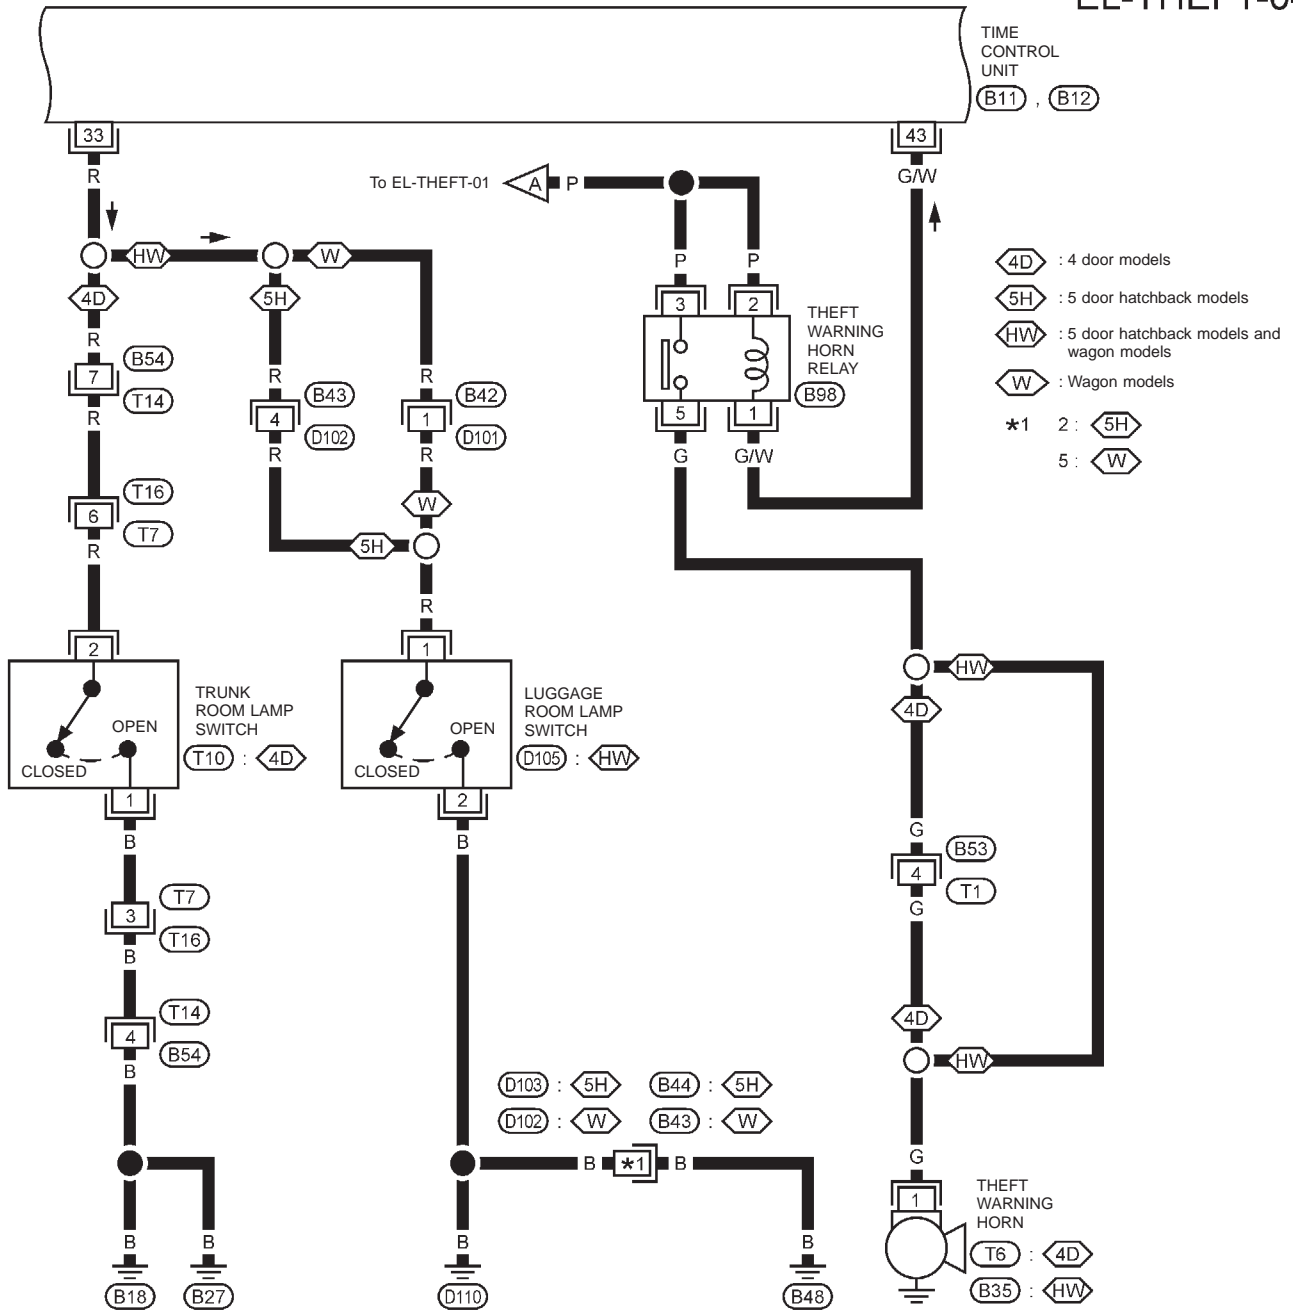 TIME
CONTROL
UNIT
B11 , B12
33
43
R
G/W
To EL-THEFT-01
A
P
HW
W
4D
5H
P
P
4D : 4 door models
5H : 5 door hatchback models
HW : 5 door hatchback models and
wagon models
W : Wagon models
*1 2 : 5H
5 : W
3
2
THEFT
WARNING
HORN
RELAY
B98
5
1
G
G/W
R
7
B54
T14
R
R
4
B43
D102
R
R
1
B42
D101
R
W
6
T16
T7
R
5H
R
2
TRUNK
ROOM LAMP
SWITCH
T10 : 4D
OPEN
CLOSED
1
1
LUGGAGE
ROOM LAMP
SWITCH
D105 : HW
OPEN
CLOSED
2
HW
4D
G
4
B53
T1
G
4D
HW
B
3
T7
T16
B
4
T14
B54
B
B
D103 : 5H
B44 : 5H
D102 : W
B43 : W
B
*1
B
G
1
THEFT
WARNING
HORN
T6 : 4D
B35 : HW
B
B
B
B
B18
B27
D110
B48